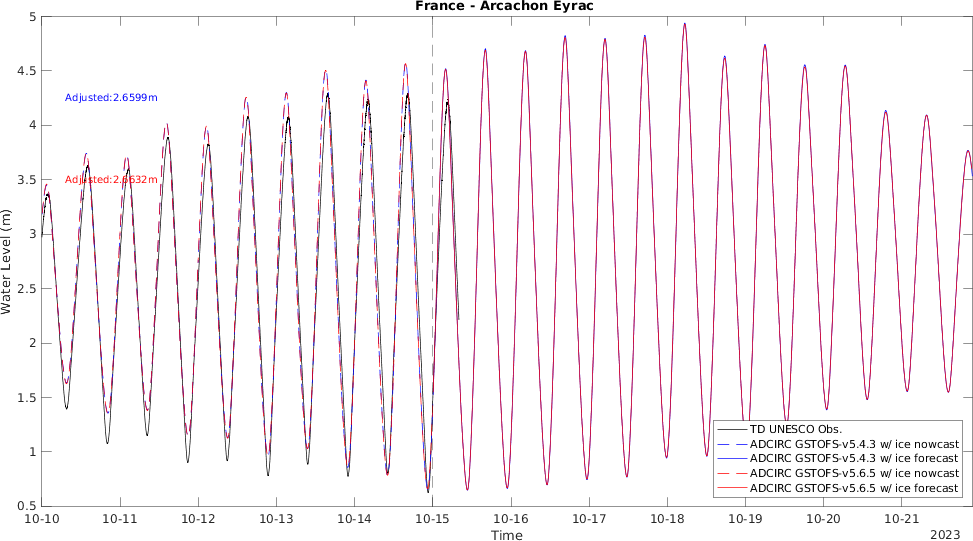 France - Arcachon Eyrac
5
4.5
4
3.5
3
2.5
2
1.5
1
0.5
Water Level (m)
Adjusted:2.6599m
Adjusted:2.6632m
TD UNESCO Obs.
ADCIRC GSTOFS-v5.4.3 w/ ice nowcast
ADCIRC GSTOFS-v5.4.3 w/ ice forecast
ADCIRC GSTOFS-v5.6.5 w/ ice nowcast
ADCIRC GSTOFS-v5.6.5 w/ ice forecast
10-10 10-11 10-12 10-13 10-14 10-15 10-16 10-17 10-18 10-19 10-20 10-21
Time
2023